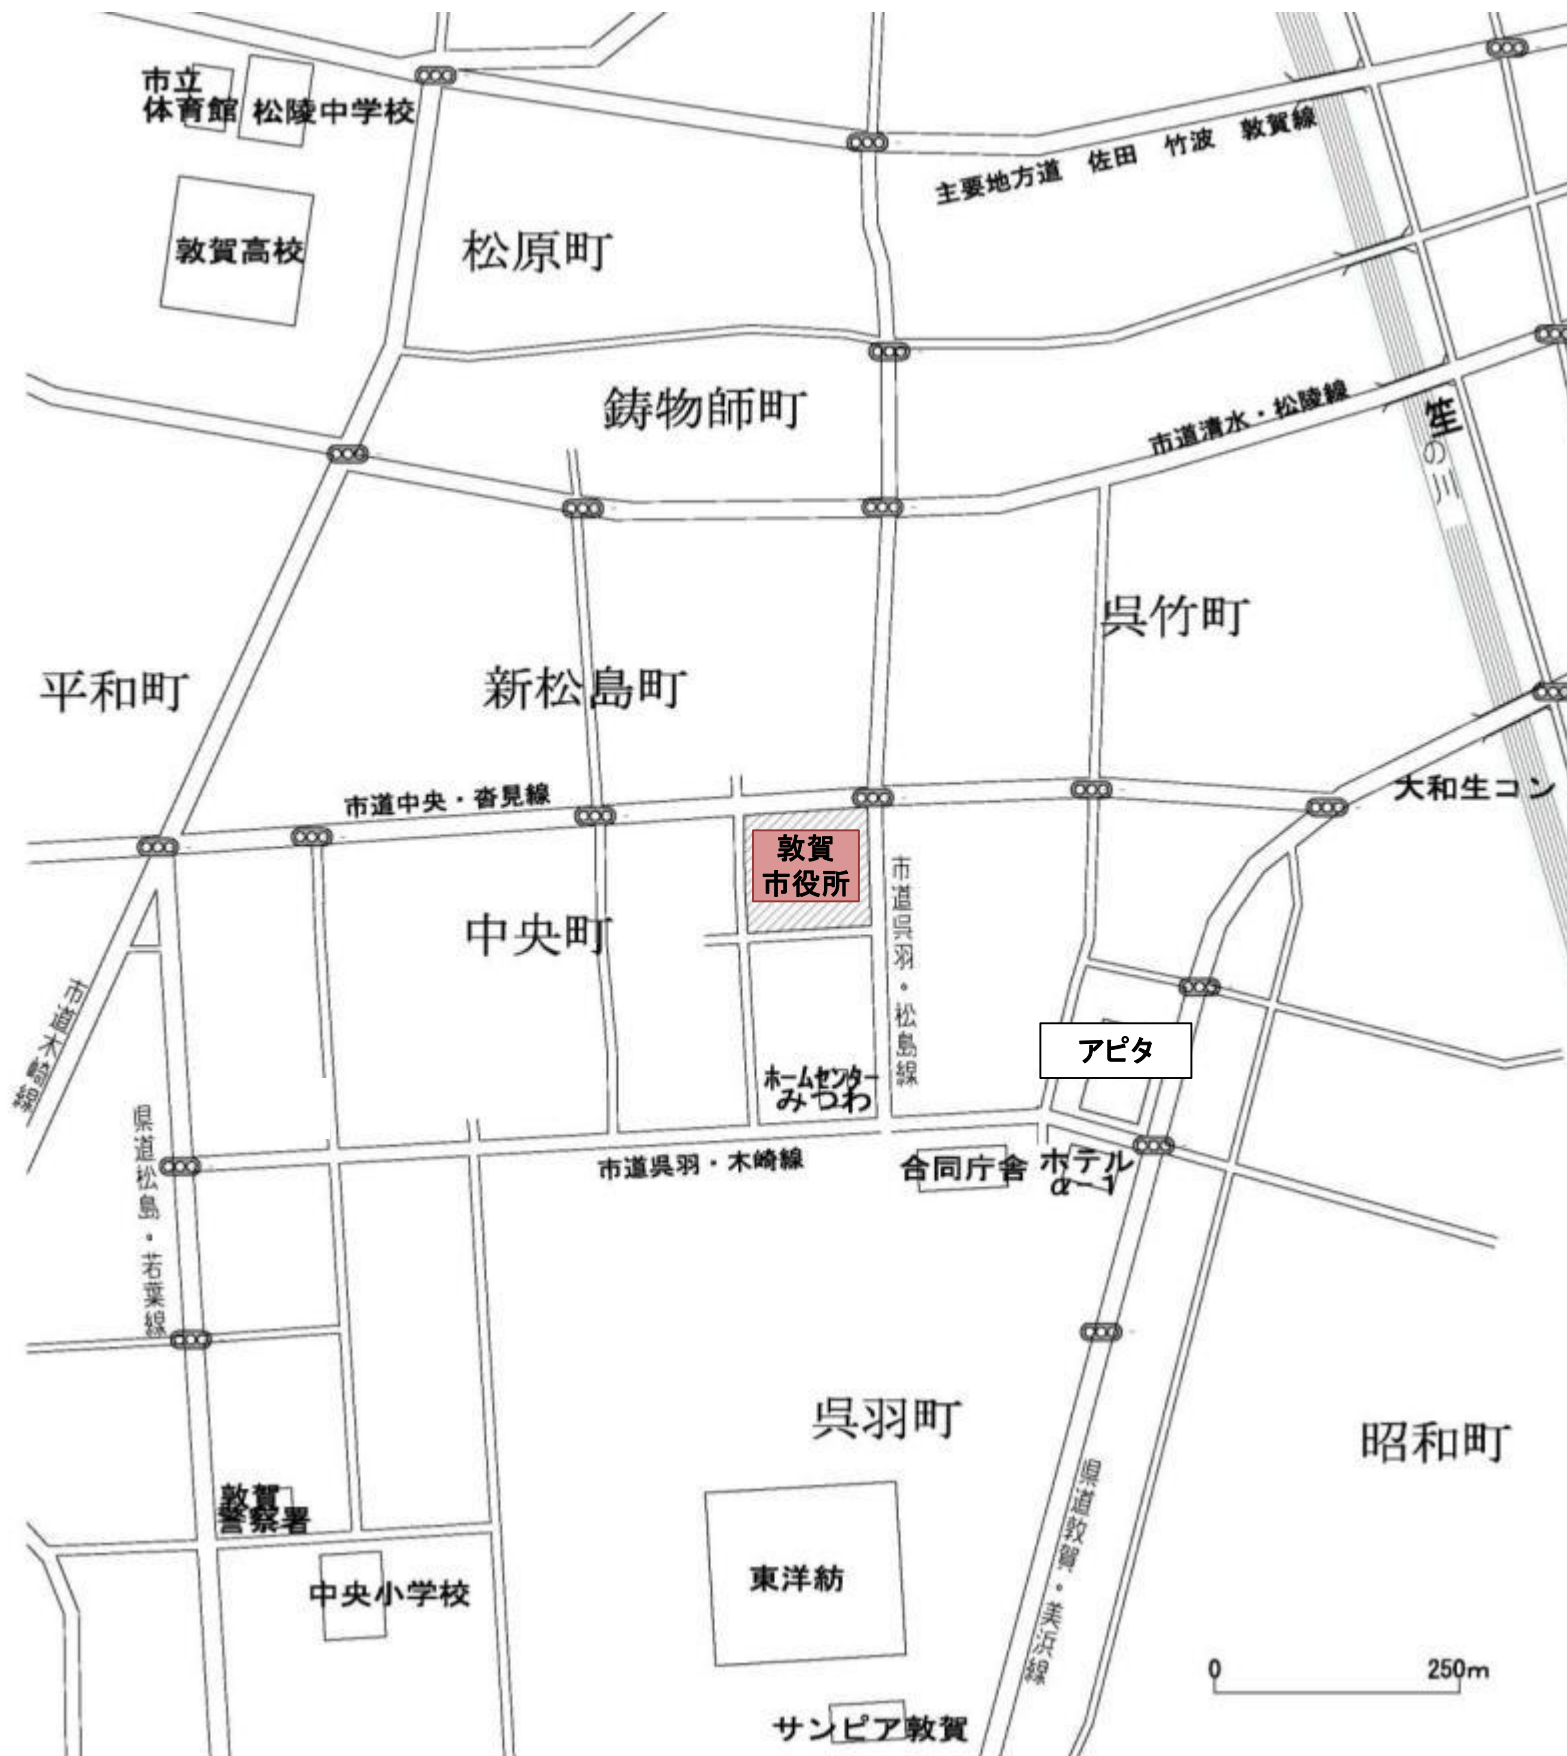 市立
体育館
松陵中学校
主要地方道 佐田 竹波 敦賀線
敦賀高校
松原町
鋳物師町
市道清水・松陵線
笙
の
川
呉竹町
平和町
新松島町
市道中央・沓見線
大和生コン
敦賀
市役所
市道呉羽・松島線
中央町
市道木崎線
アピタ
ホームセンター
みつわ
県道松島・若葉線
市道呉羽・木崎線
合同庁舎
ホテル
α-1
呉羽町
昭和町
県道敦賀・美浜線
敦賀
警察署
中央小学校
東洋紡
サンピア敦賀
0
250m